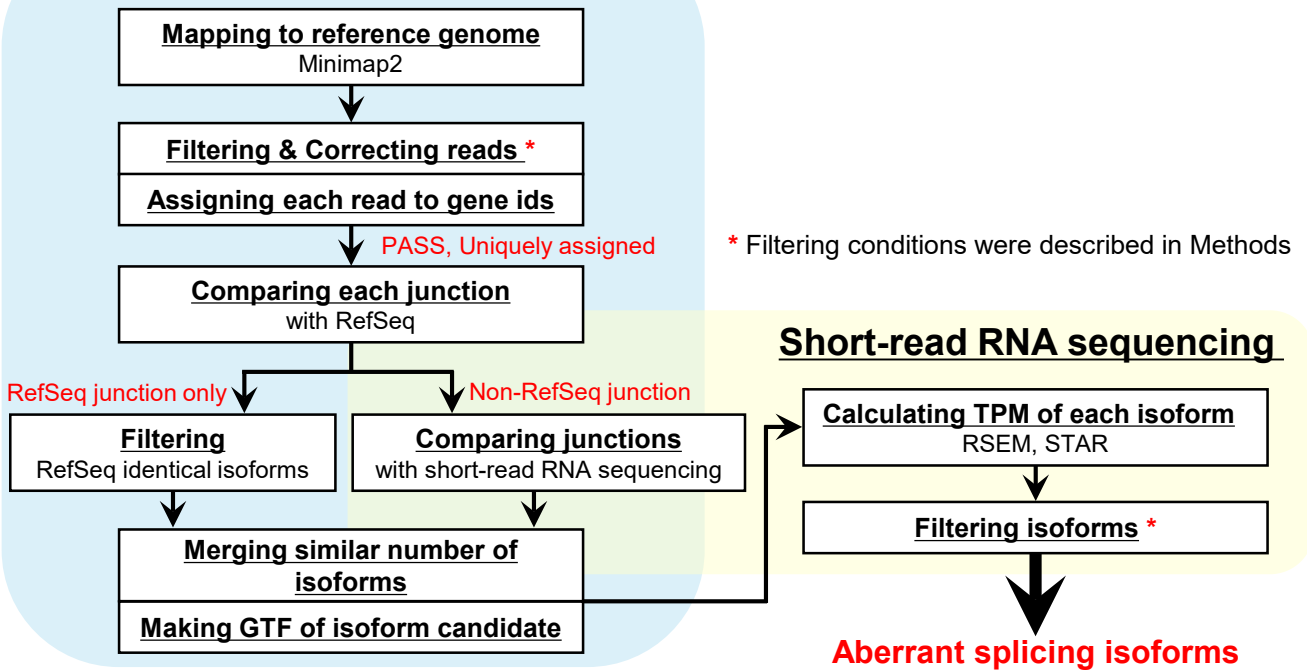 Mapping to reference genome
Minimap2
Filtering & Correcting reads *
Assigning each read to gene ids
PASS, Uniquely assigned
* Filtering conditions were described in Methods
Comparing each junction
with RefSeq
Short-read RNA sequencing
RefSeq junction only
Non-RefSeq junction
Filtering
RefSeq identical isoforms
Comparing junctions
with short-read RNA sequencing
Calculating TPM of each isoform
RSEM, STAR
Merging similar number of
isoforms
Making GTF of isoform candidate
Filtering isoforms *
Aberrant splicing isoforms